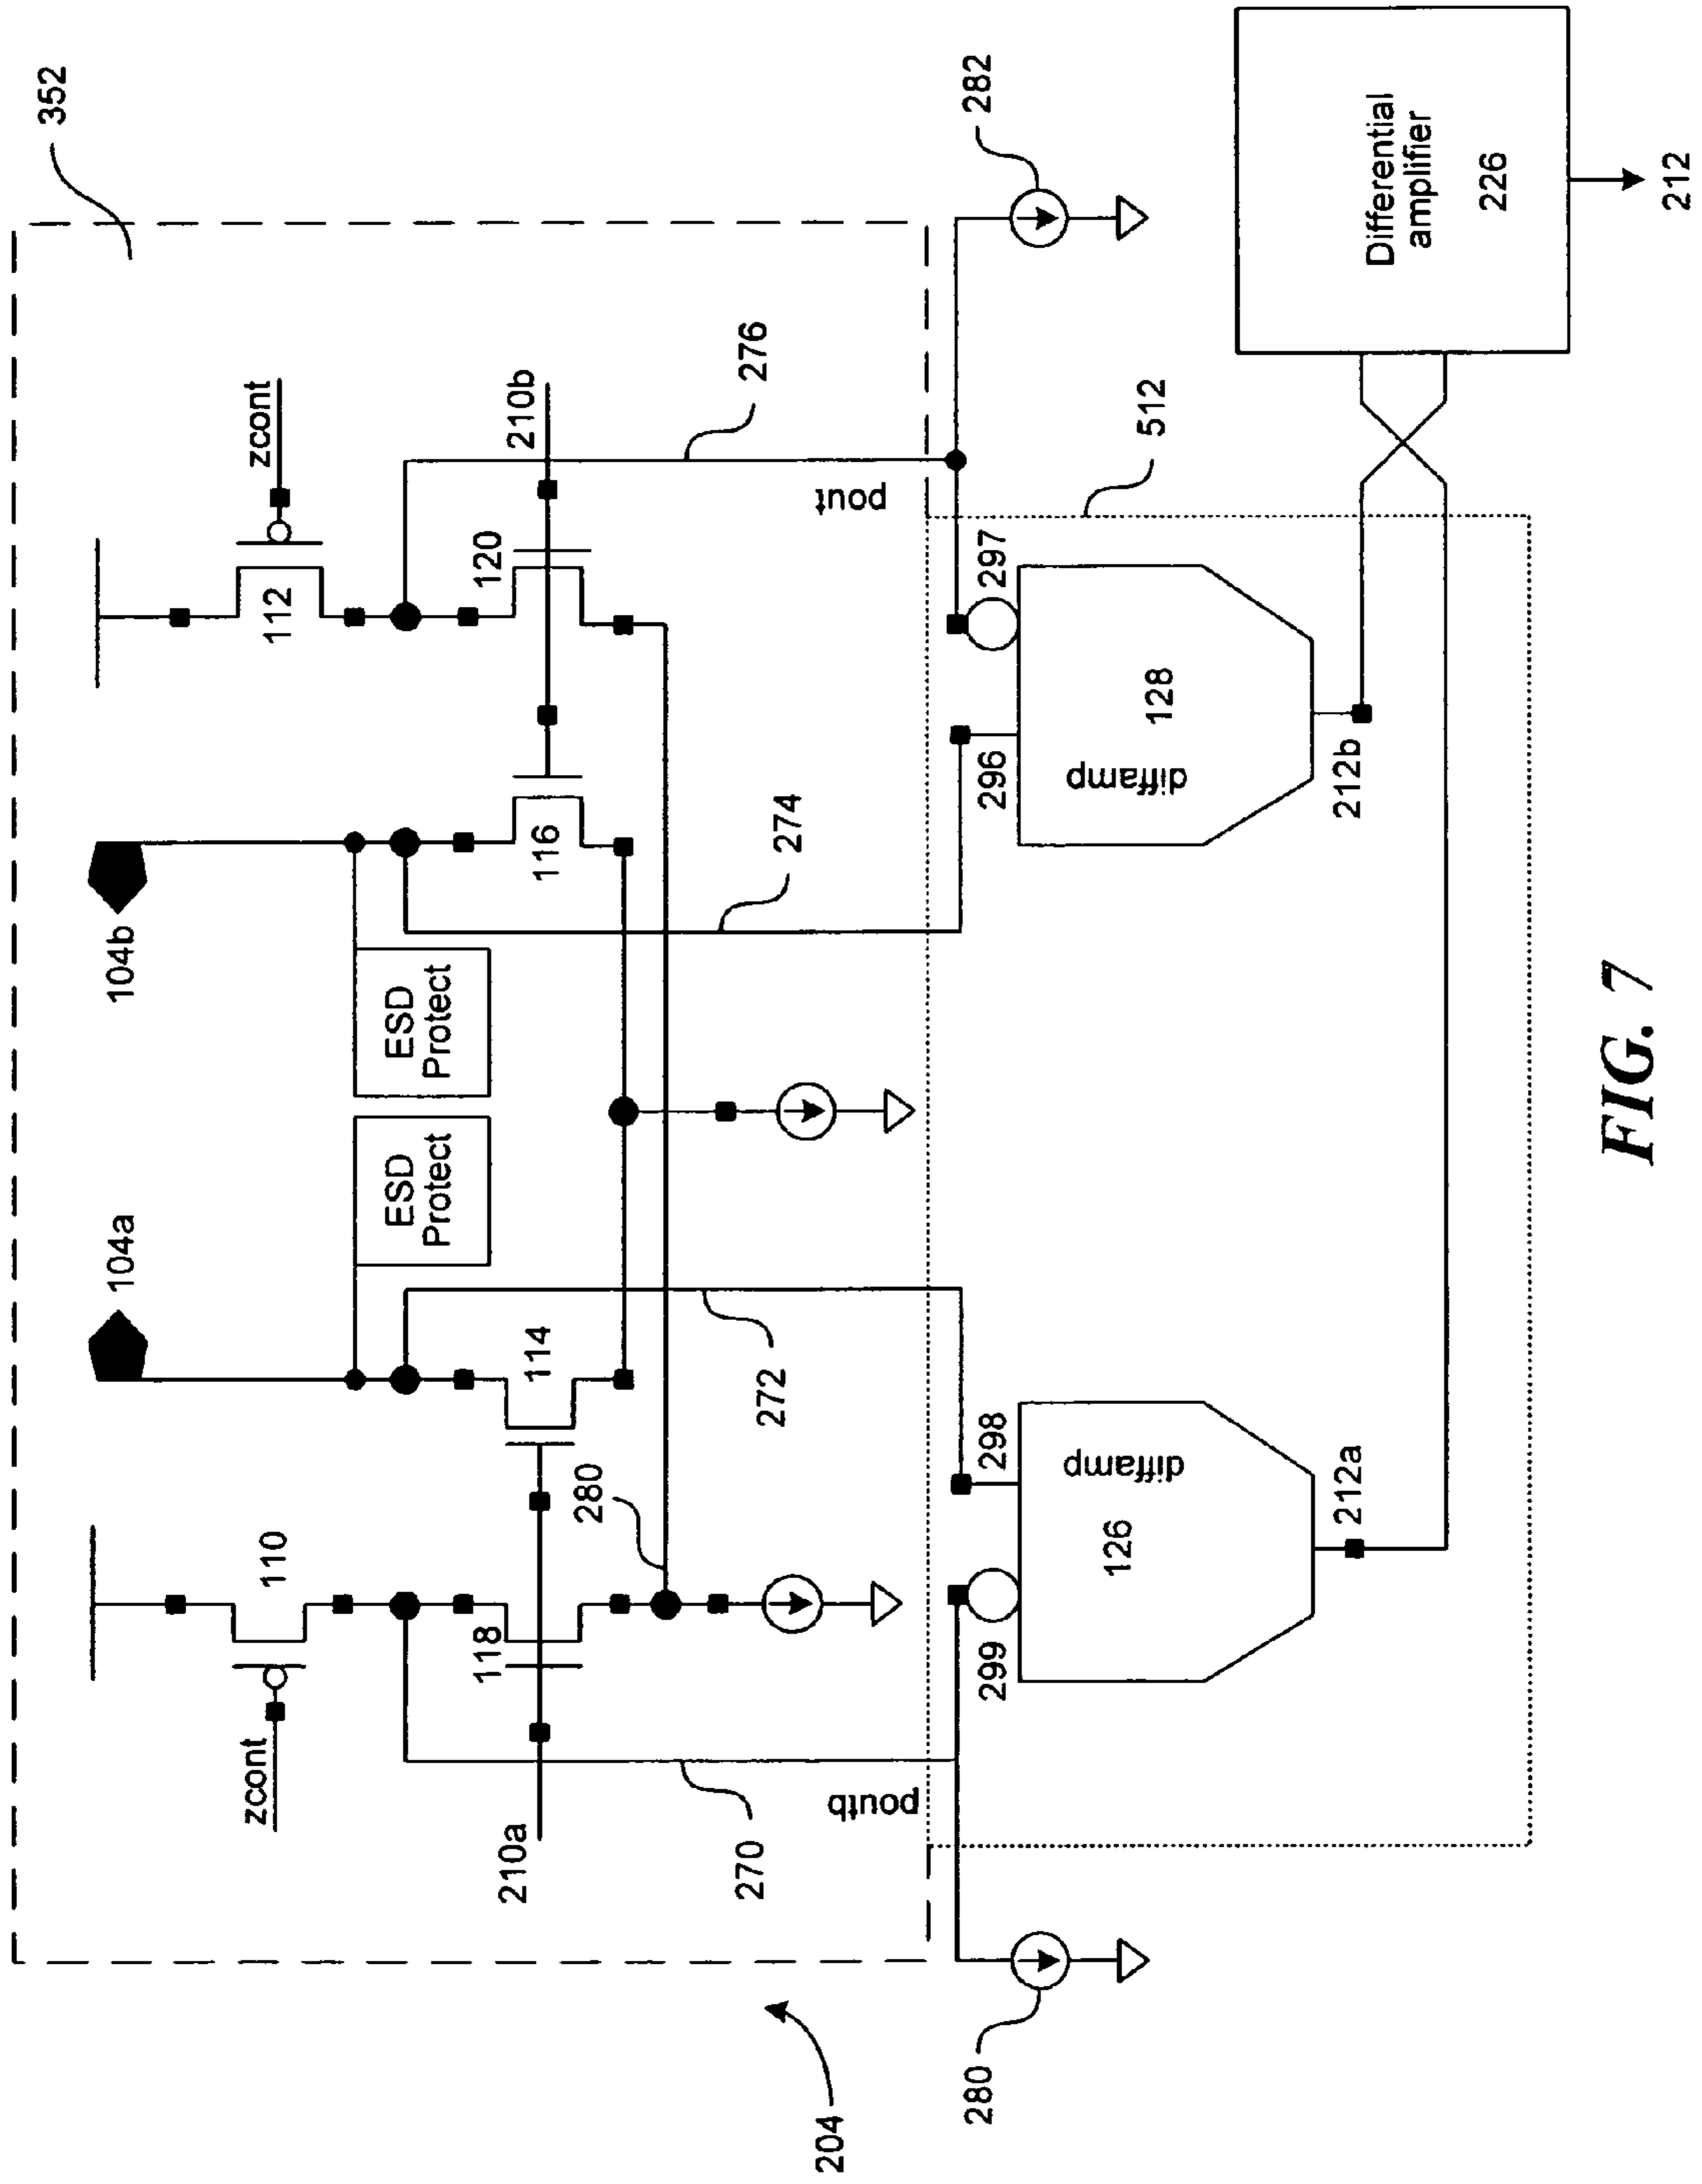 352
zcont
110
112
zcont
104a
104b
ESD
Protect
ESD
Protect
210a
118
114
116
120
210b
280
270
272
274
276
poutb
pout
204
280
282
299
298
296
297
512
126
diffamp
diffamp
128
212a
212b
Differential
amplifier
226
212
FIG. 7